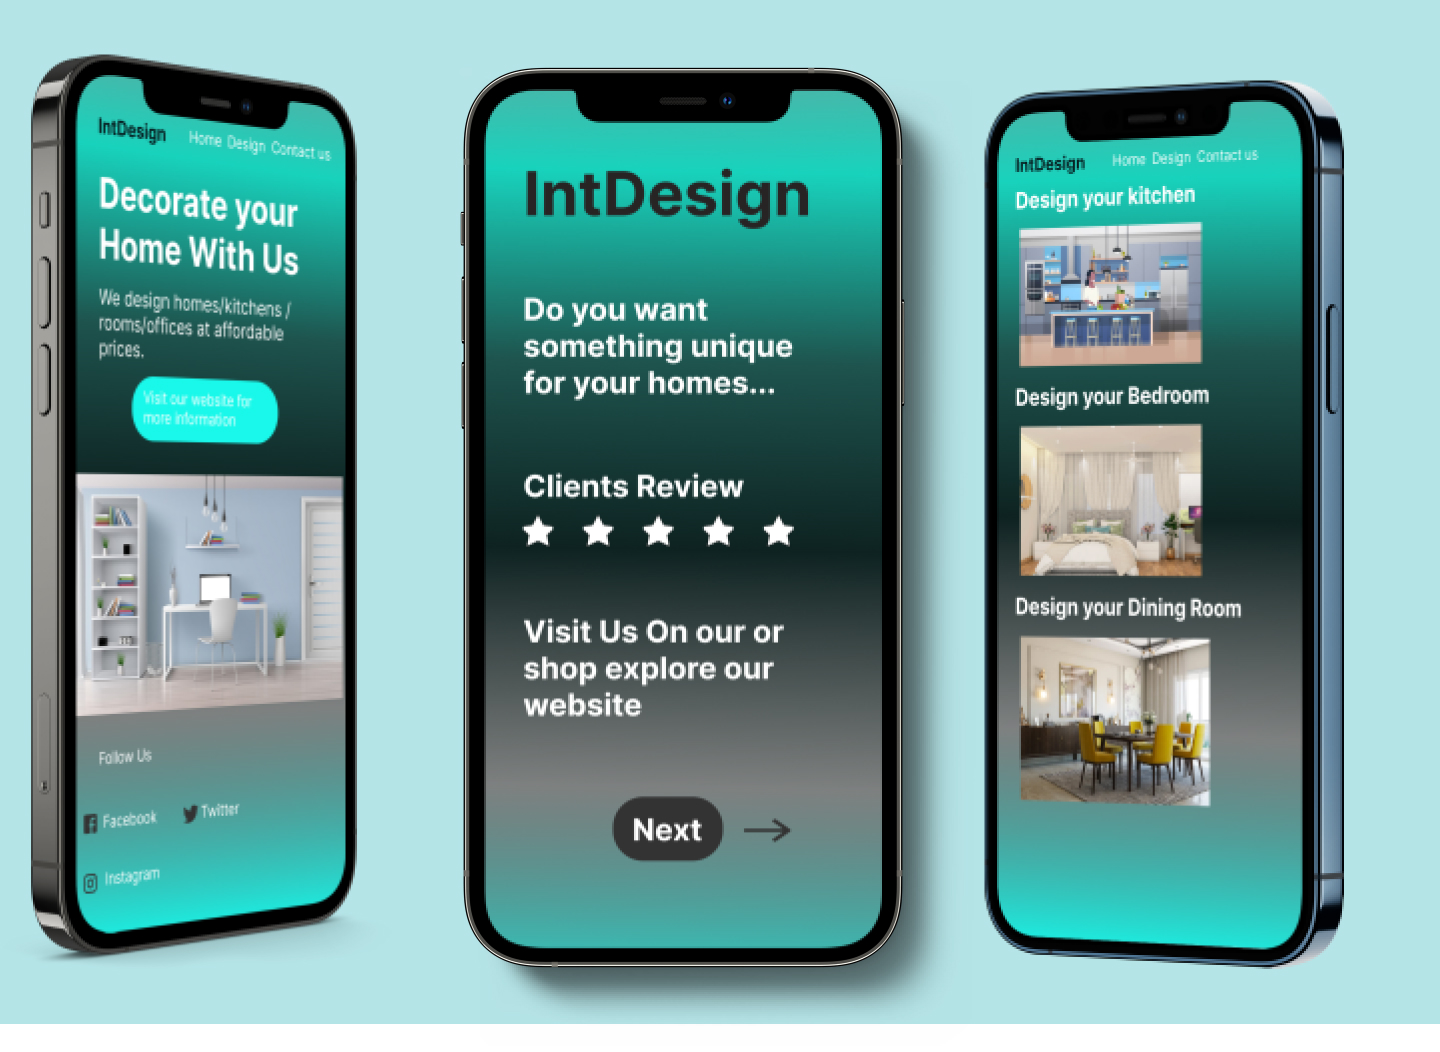 IntDesign
Home Design Contact us
Decorate your
Home With Us
We design homes/kitchens /
rooms/offices at affordable
prices.
Visit our website for
more information
Follow Us
Facebook Twitter
Instagram
IntDesign
Do you want
something unique
for your homes...
Clients Review
Visit Us On our or
shop explore our
website
Next
IntDesign
Home Design Contact us
Design your kitchen
Design your Bedroom
Design your Dining Room